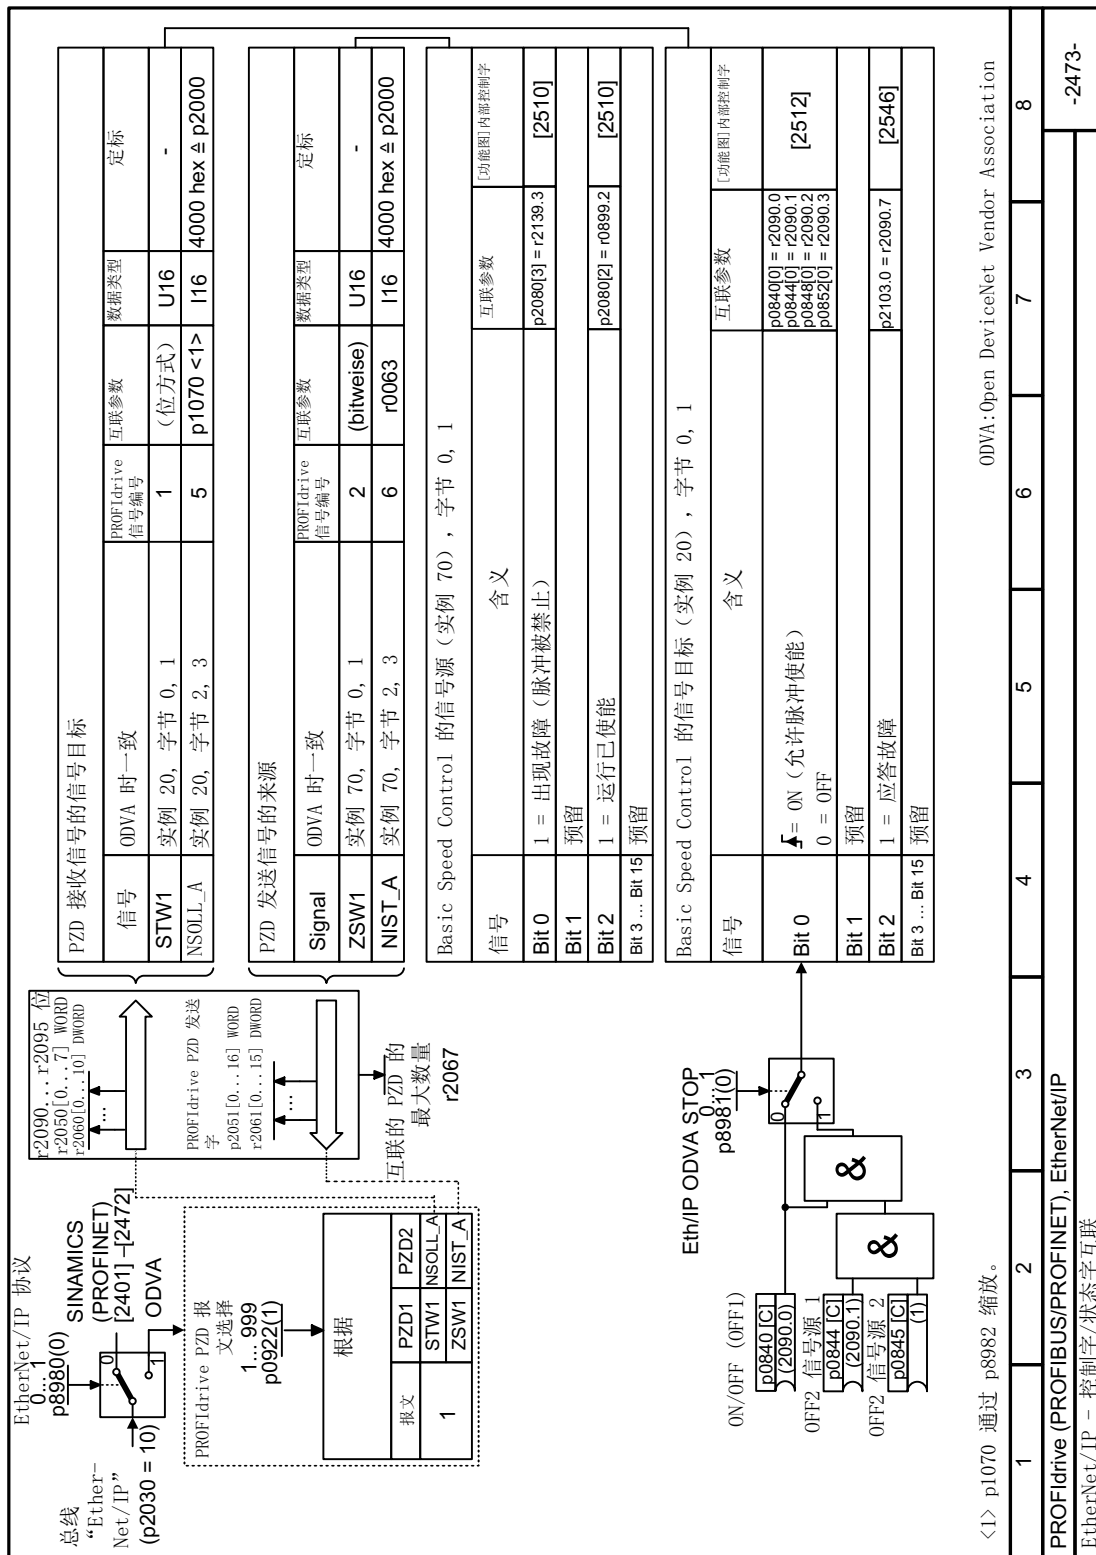 EtherNet/IP 协议
0...1
p8980(0)
总线
“Ether-
Net/IP”
(p2030 = 10)
0
1
SINAMICS
(PROFINET)
[2401] –[2472]
ODVA
PROFIdrive PZD 报
文选择
1... 999
p0922(1)
根据
报文 PZD1 PZD2
1 STW1 NSOLL_A
ZSW1 NIST_A
r2090...r2095 位
r2050[0...7] WORD
r2060[0...10] DWORD
...
PROFIdrive PZD 发送
字
p2051[0...16] WORD
r2061[0...15] DWORD
...
互联的 PZD 的
最大数量
r2067
PZD 接收信号的信号目标
信号 ODVA 时一致 PROFIdrive 信号编号 互联参数 数据类型 定标
STW1 实例 20, 字节 0, 1 1 (位方式) U16 -
NSOLL_A 实例 20, 字节 2, 3 5 p1070 <1> I16 4000 hex ≙ p2000
PZD 发送信号的来源
Signal ODVA 时一致 PROFIdrive 信号编号 互联参数 数据类型 定标
ZSW1 实例 70, 字节 0, 1 2 (bitweise) U16 -
NIST_A 实例 70, 字节 2, 3 6 r0063 I16 4000 hex ≙ p2000
Basic Speed Control 的信号源（实例 70），字节 0, 1
信号 含义 互联参数 [功能图]内部控制字
Bit 0 1 = 出现故障（脉冲被禁止） p2080[3] = r2139.3 [2510]
Bit 1 预留
Bit 2 1 = 运行已使能 p2080[2] = r0899.2 [2510]
Bit 3 ... Bit 15 预留
Basic Speed Control 的信号目标（实例 20），字节 0, 1
信号 含义 互联参数 [功能图]内部控制字
Bit 0 = ON（允许脉冲使能） p0840[0] = r2090.0 [2512]
0 = OFF p0844[0] = r2090.1
p0848[0] = r2090.2
p0852[0] = r2090.3
Bit 1 预留
Bit 2 1 = 应答故障 p2103.0 = r2090.7 [2546]
Bit 3 ... Bit 15 预留
Eth/IP ODVA STOP
0...1
p8981(0)
0
1
&
&
ON/OFF (OFF1)
p0840 [C]
(2090.0)
OFF2 信号源 1
p0844 [C]
(2090.1)
OFF2 信号源 2
p0845 [C]
(1)
<1> p1070 通过 p8982 缩放。
ODVA:Open DeviceNet Vendor Association
1 2 3 4 5 6 7 8
PROFIdrive (PROFIBUS/PROFINET), EtherNet/IP
-2473-
EtherNet/IP - 控制字/状态字互联